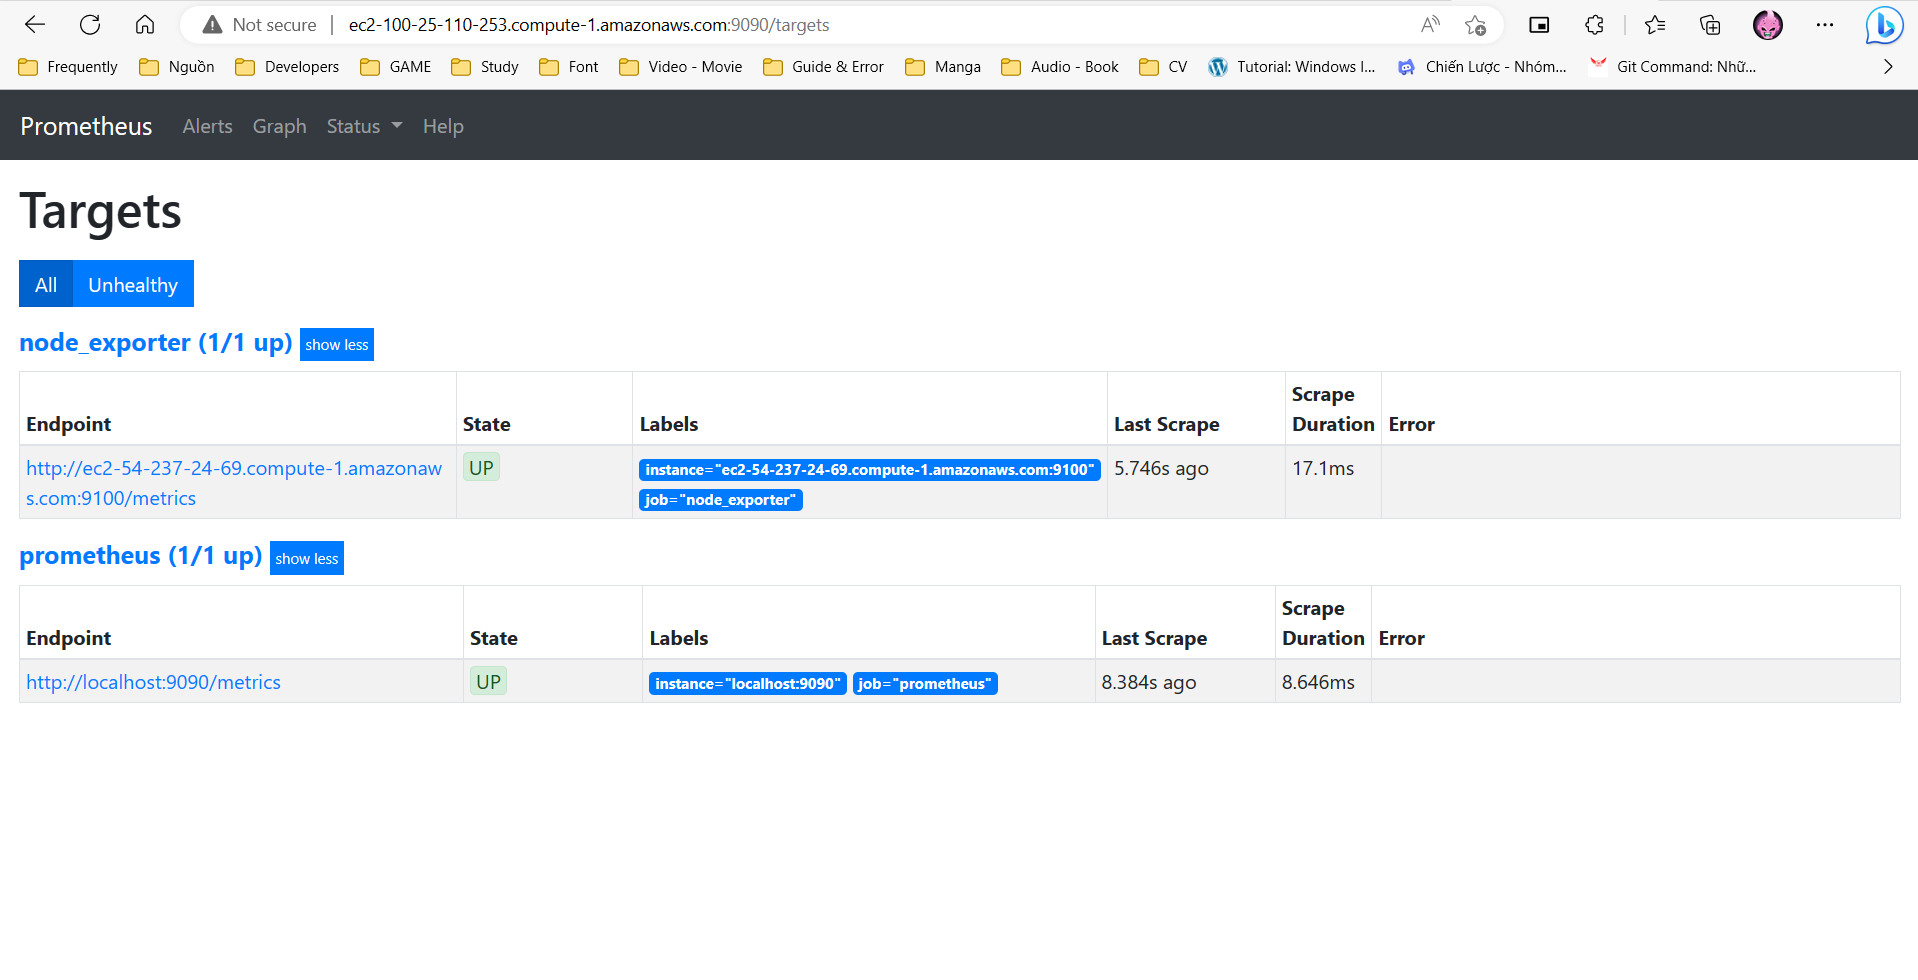 Not secure ec2-100-25-110-253.compute-1.amazonaws.com:9090/targets
Frequently Nguồn Developers GAME Study Font Video - Movie Guide & Error Manga Audio - Book CV Tutorial: Windows I... Chiến Lược - Nhóm... Git Command: Nhữ...
Prometheus Alerts Graph Status Help
Targets
All Unhealthy
node_exporter (1/1 up) show less
Endpoint State Labels Last Scrape Scrape Duration Error
http://ec2-54-237-24-69.compute-1.amazonaw
s.com:9100/metrics
UP
instance="ec2-54-237-24-69.compute-1.amazonaws.com:9100"
job="node_exporter"
5.746s ago
17.1ms
prometheus (1/1 up) show less
Endpoint State Labels Last Scrape Scrape Duration Error
http://localhost:9090/metrics UP instance="localhost:9090" job="prometheus" 8.384s ago 8.646ms